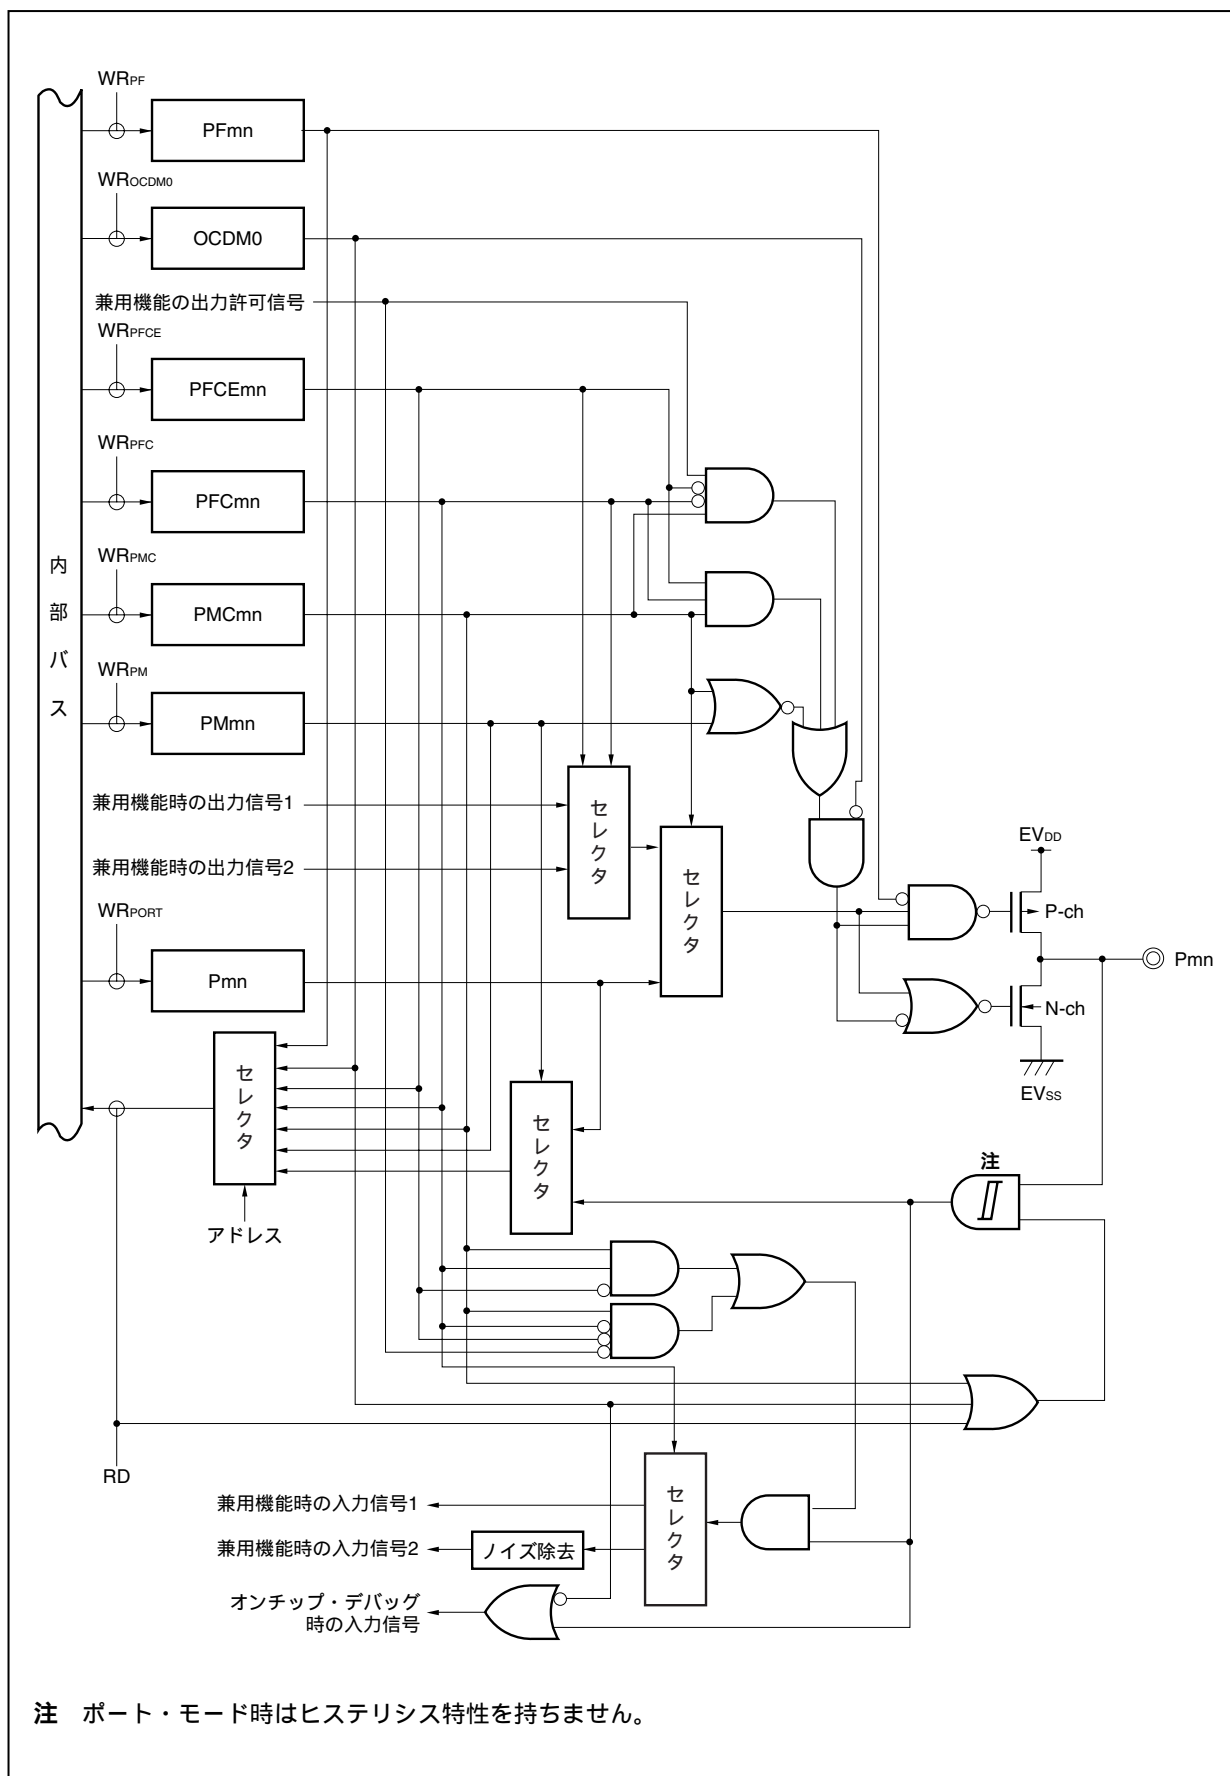 WRPF
PFmn
WROCDM0
OCDM0
兼用機能の出力許可信号
WRPFCE
PFCEmn
WRPFC
PFCmn
WRPMC
PMCmn
内部バス
WRPM
PMmn
兼用機能時の出力信号1
セレクタ
兼用機能時の出力信号2
セレクタ
EVDD
P-ch
WRPORT
Pmn
Pmn
N-ch
EVSS
セレクタ
セレクタ
注
アドレス
RD
兼用機能時の入力信号1
セレクタ
兼用機能時の入力信号2
ノイズ除去
オンチップ・デバッグ
時の入力信号
注 ポート・モード時はヒステリシス特性を持ちません。